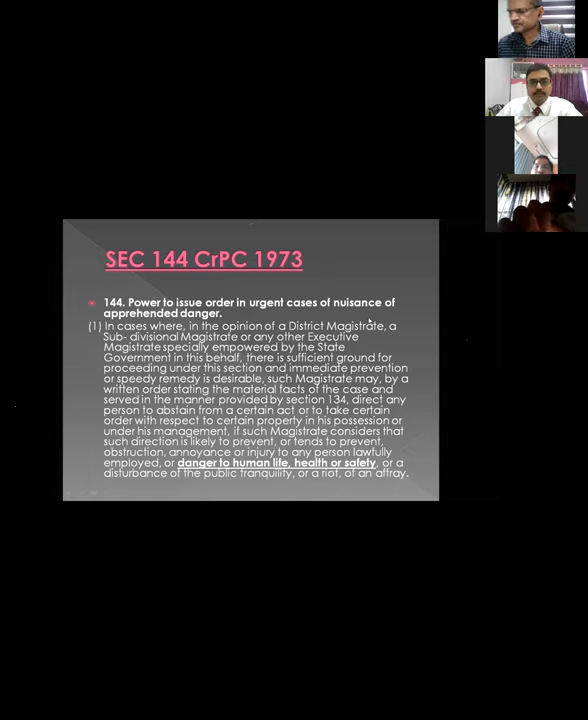 SEC 144 CrPC 1973
144. Power to issue order in urgent cases of nuisance of
apprehended danger.
(1) In cases where, in the opinion of a District Magistrate, a
Sub- divisional Magistrate or any other Executive
Magistrate specially empowered by the State
Government in this behalf, there is sufficient ground for
proceeding under this section and immediate prevention
or speedy remedy is desirable, such Magistrate may, by a
written order stating the material facts of the case and
served in the manner provided by section 134, direct any
person to abstain from a certain act or to take certain
order with respect to certain property in his possession or
under his management, if such Magistrate considers that
such direction is likely to prevent, or tends to prevent,
obstruction, annoyance or injury to any person lawfully
employed, or danger to human life, health or safety, or a
disturbance of the public tranquility, or a riot, of an affray.